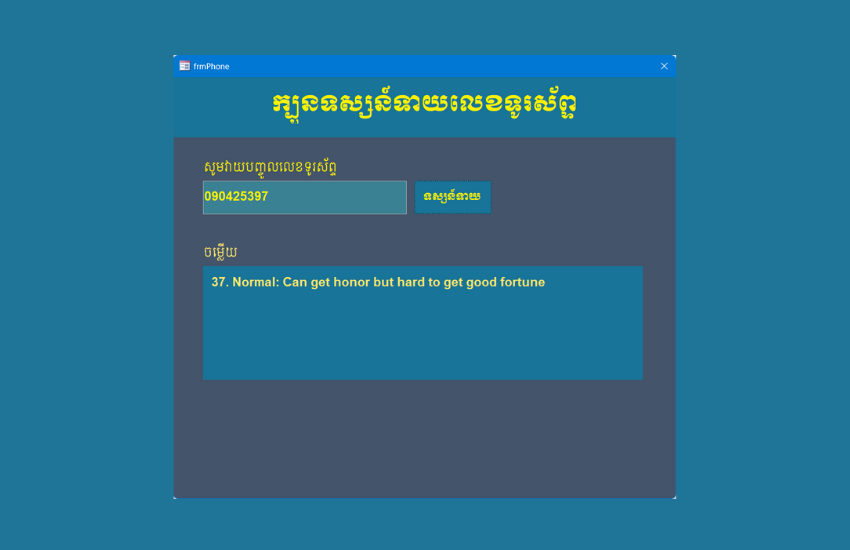 frmPhone
ក្បួនទស្សន៍ទាយលេខទូរស័ព្ទ
សូមវាយបញ្ចូលលេខទូរស័ព្ទ
090425397 ទស្សន៍ទាយ
ចម្លើយ
37. Normal: Can get honor but hard to get good fortune